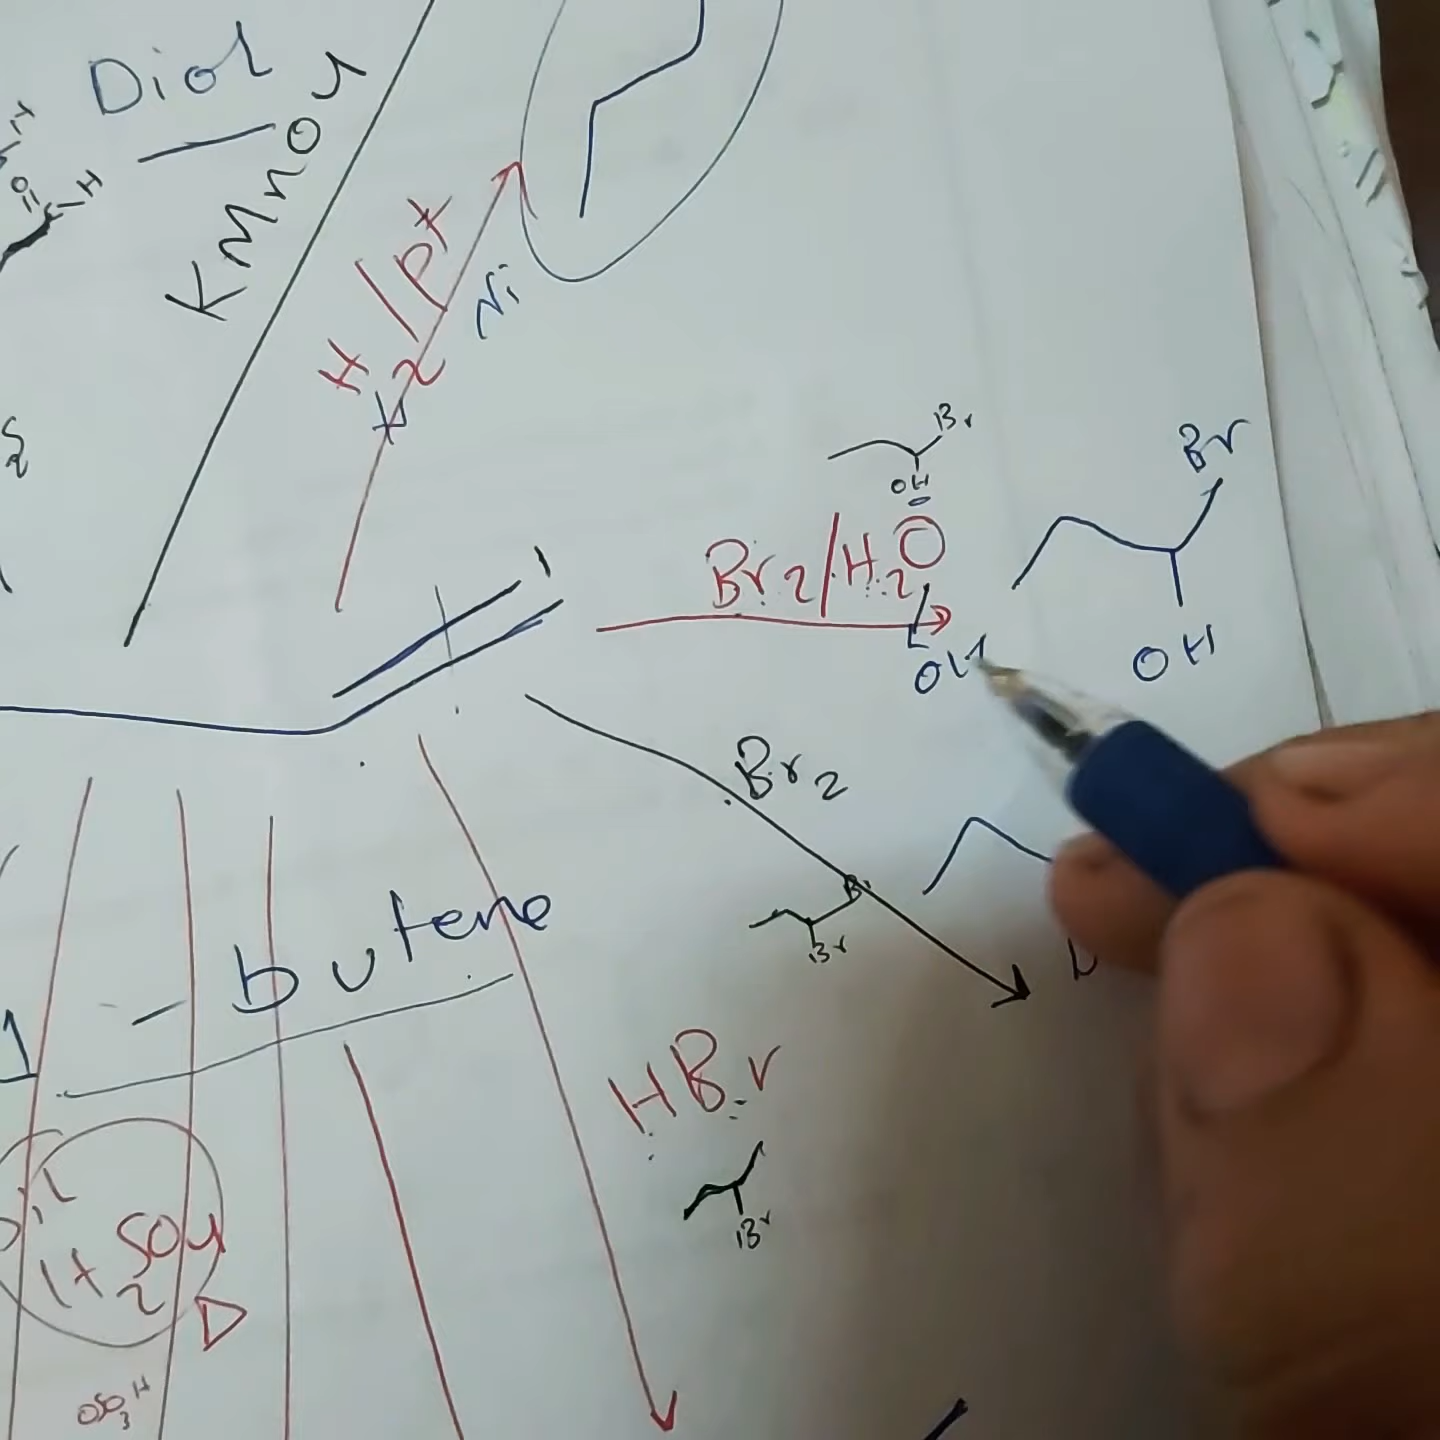 Diol
KMnO4
H
O
H
H2/Pt
Ni
Br
OH
Br2/H2O
OH
Br
OH
Br2
Br
Br
1 - butene
HBr
Br
H2SO4
Δ
OSO3H